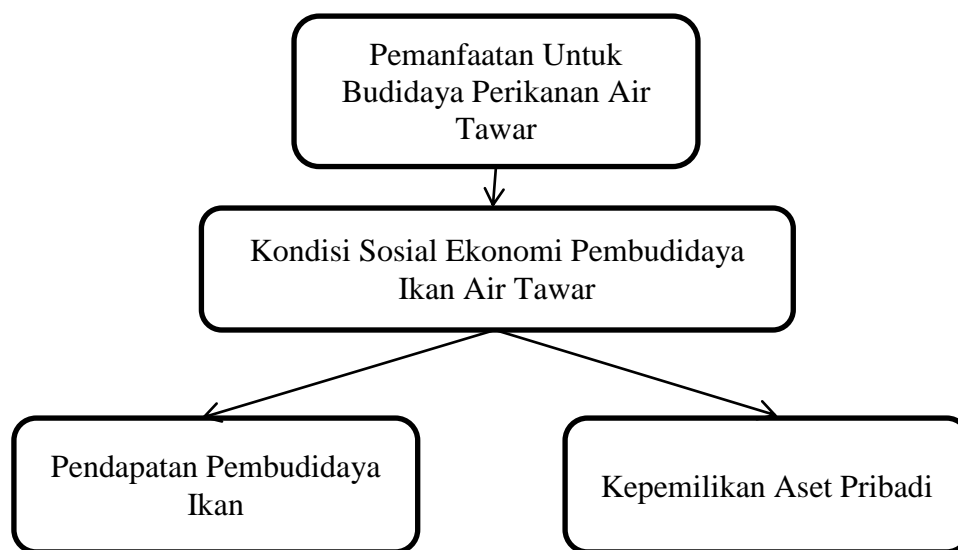 Pemanfaatan Untuk
Budidaya Perikanan Air
Tawar
Kondisi Sosial Ekonomi Pembudidaya
Ikan Air Tawar
Pendapatan Pembudidaya
Ikan
Kepemilikan Aset Pribadi